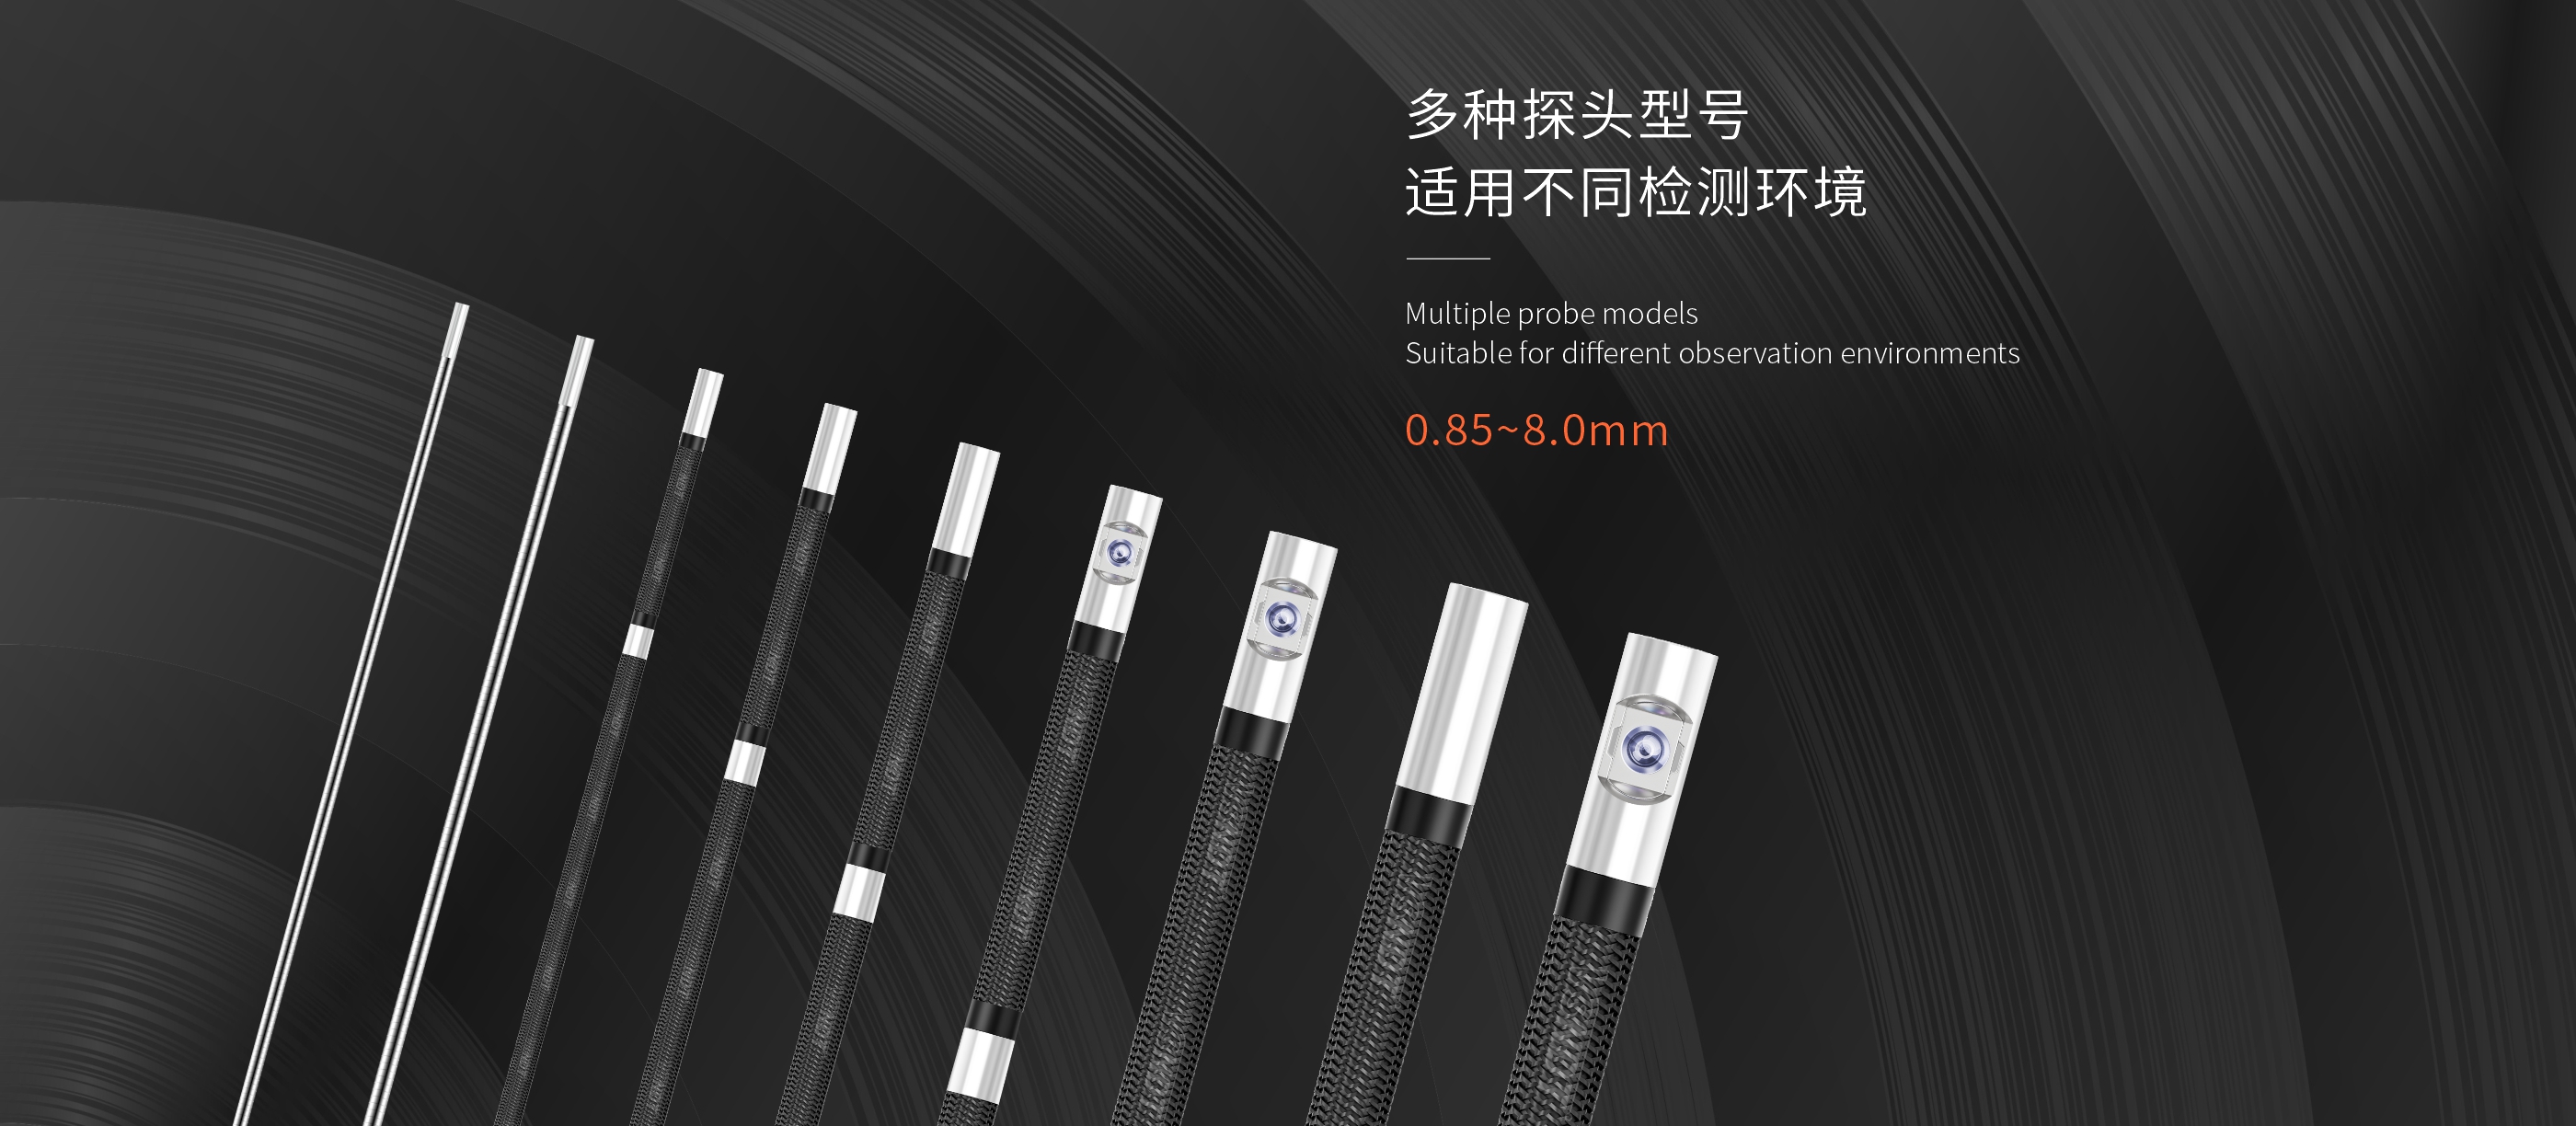 多种探头型号
适用不同检测环境
Multiple probe models
Suitable for different observation environments
0.85~8.0mm